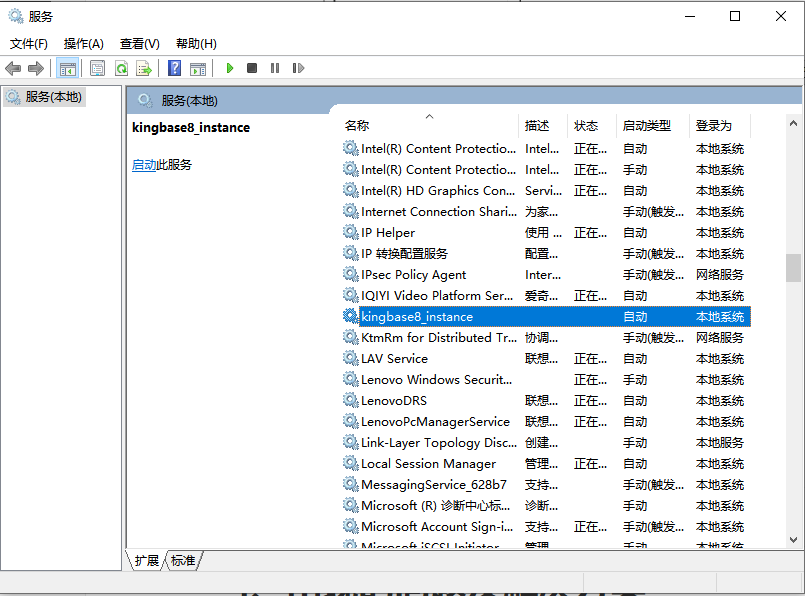 服务
文件(F) 操作(A) 查看(V) 帮助(H)
服务(本地)
服务(本地)
kingbase8_instance
启动此服务
名称 描述 状态 启动类型 登录为
Intel(R) Content Protectio... Intel... 正在... 自动 本地系统
Intel(R) Content Protectio... Intel... 正在... 手动 本地系统
Intel(R) HD Graphics Con... Servi... 正在... 自动 本地系统
Internet Connection Shari... 为家... 手动(触发... 本地系统
IP Helper 使用 ... 正在... 自动 本地系统
IP 转换配置服务 配置... 手动(触发... 本地系统
IPsec Policy Agent Inter... 手动(触发... 网络服务
IQIYI Video Platform Ser... 爱奇... 正在... 自动 本地系统
kingbase8_instance 自动 本地系统
KtmRm for Distributed Tr... 协调... 手动(触发... 网络服务
LAV Service 联想... 正在... 自动 本地系统
Lenovo Windows Securit... 正在... 手动 本地系统
LenovoDRS 联想... 正在... 自动 本地系统
LenovoPcManagerService 联想... 正在... 自动 本地系统
Link-Layer Topology Disc... 创建... 手动 本地服务
Local Session Manager 管理... 正在... 自动 本地系统
MessagingService_628b7 支持... 手动(触发... 本地系统
Microsoft (R) 诊断中心标... 诊断... 手动 本地系统
Microsoft Account Sign-i... 支持... 正在... 手动(触发... 本地系统
Microsoft iSCSI Initiator 管理 手动 本地系统
扩展 标准